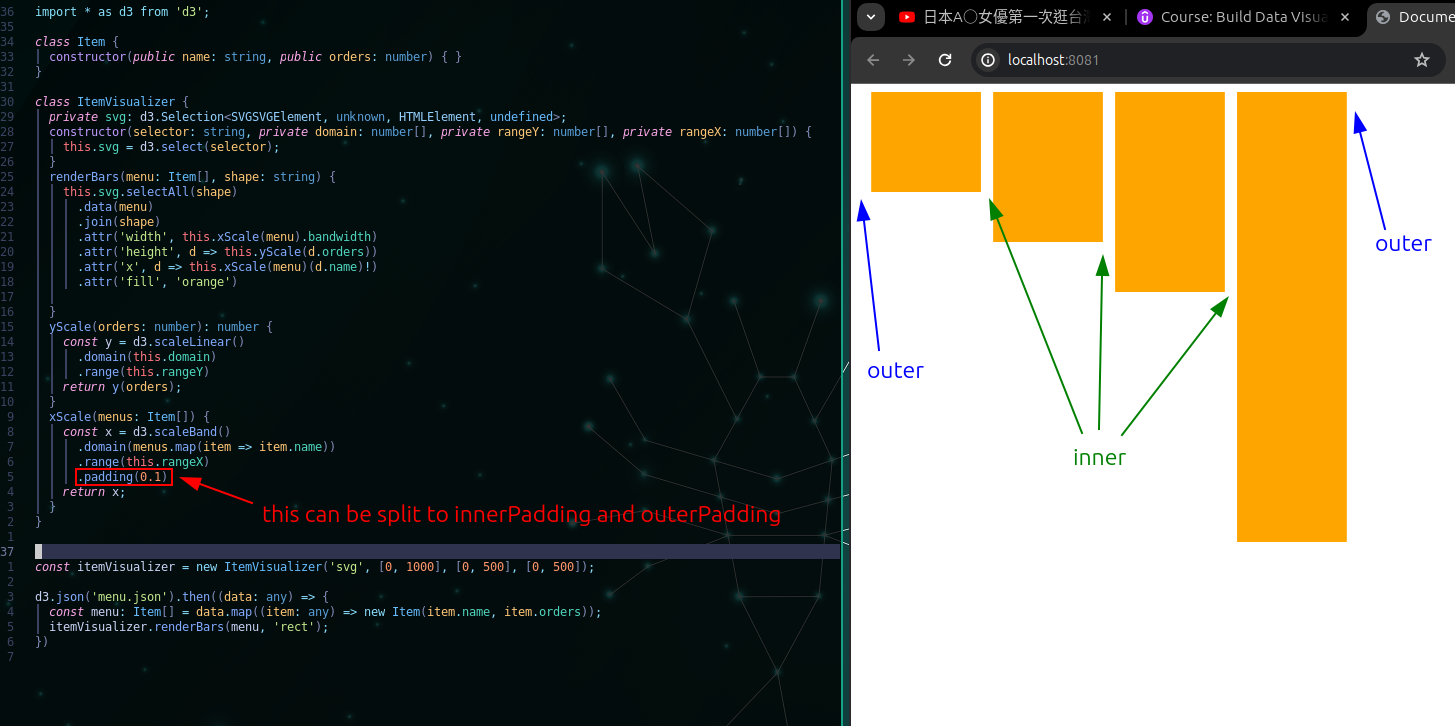 36 import * as d3 from 'd3';
35
34 class Item {
33 constructor(public name: string, public orders: number) { }
32 }
31
30 class ItemVisualizer {
29 private svg: d3.Selection<SVGSVGElement, unknown, HTMLElement, undefined>;
28 constructor(selector: string, private domain: number[], private rangeY: number[], private rangeX: number[]) {
27 this.svg = d3.select(selector);
26 }
25 renderBars(menu: Item[], shape: string) {
24 this.svg.selectAll(shape)
23 .data(menu)
22 .join(shape)
21 .attr('width', this.xScale(menu).bandwidth)
20 .attr('height', d => this.yScale(d.orders))
19 .attr('x', d => this.xScale(menu)(d.name)!)
18 .attr('fill', 'orange')
17
16 }
15 yScale(orders: number): number {
14 const y = d3.scaleLinear()
13 .domain(this.domain)
12 .range(this.rangeY)
11 return y(orders);
10 }
9 xScale(menus: Item[]) {
8 const x = d3.scaleBand()
7 .domain(menus.map(item => item.name))
6 .range(this.rangeX)
5 .padding(0.1)
4 return x;
3 }
2 }
1
37
1 const itemVisualizer = new ItemVisualizer('svg', [0, 1000], [0, 500], [0, 500]);
2
3 d3.json('menu.json').then((data: any) => {
4 const menu: Item[] = data.map((item: any) => new Item(item.name, item.orders));
5 itemVisualizer.renderBars(menu, 'rect');
6 })
7
this can be split to innerPadding and outerPadding
日本A○女優第一次逛台
Course: Build Data Visua
Docume
localhost:8081
outer
outer
inner